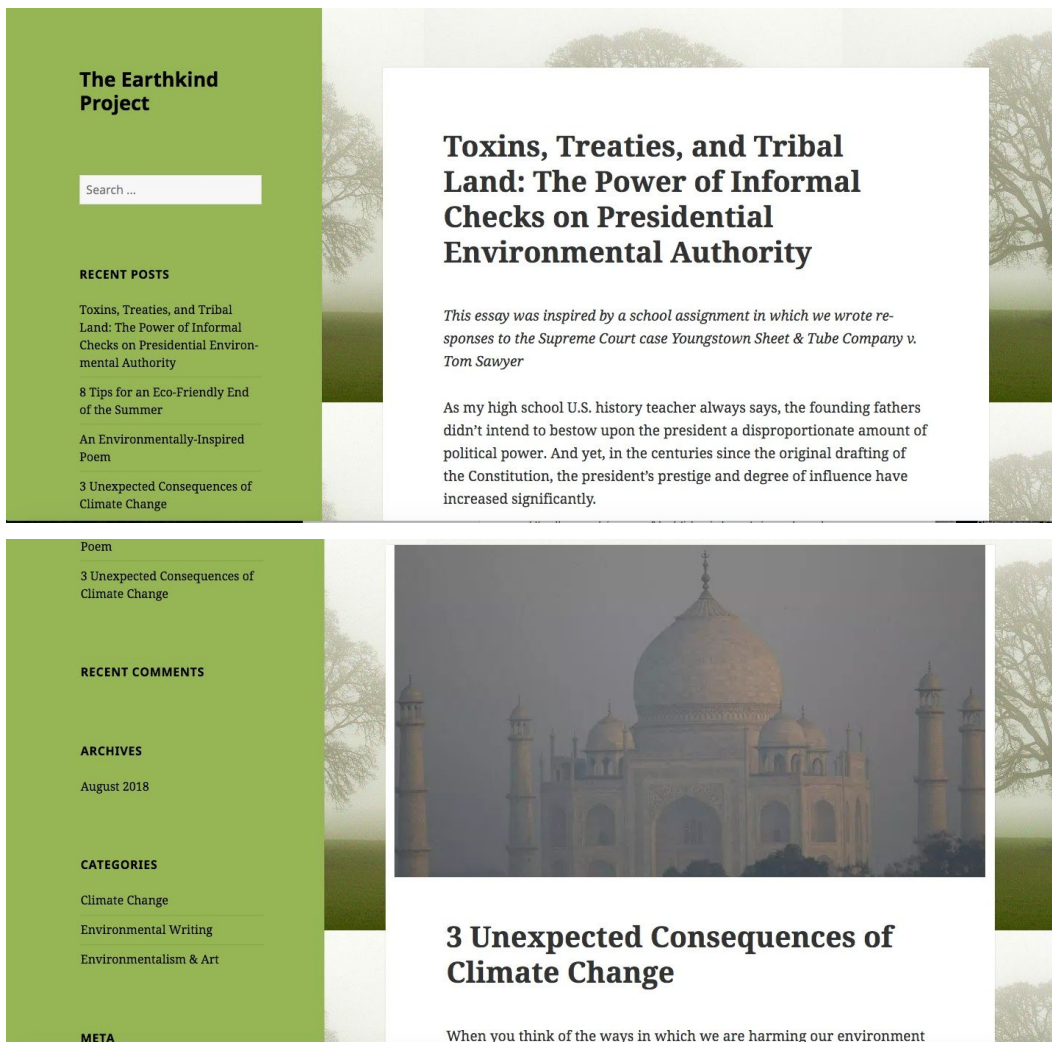 The Earthkind
Project
Search ...
RECENT POSTS
Toxins, Treaties, and Tribal
Land: The Power of Informal
Checks on Presidential Environ-
mental Authority
8 Tips for an Eco-Friendly End
of the Summer
An Environmentally-Inspired
Poem
3 Unexpected Consequences of
Climate Change
Toxins, Treaties, and Tribal
Land: The Power of Informal
Checks on Presidential
Environmental Authority
This essay was inspired by a school assignment in which we wrote re-
sponses to the Supreme Court case Youngstown Sheet & Tube Company v.
Tom Sawyer
As my high school U.S. history teacher always says, the founding fathers
didn't intend to bestow upon the president a disproportionate amount of
political power. And yet, in the centuries since the original drafting of
the Constitution, the president's prestige and degree of influence have
increased significantly.
Poem
3 Unexpected Consequences of
Climate Change
RECENT COMMENTS
ARCHIVES
August 2018
CATEGORIES
Climate Change
Environmental Writing
Environmentalism & Art
META
3 Unexpected Consequences of
Climate Change
When you think of the ways in which we are harming our environment